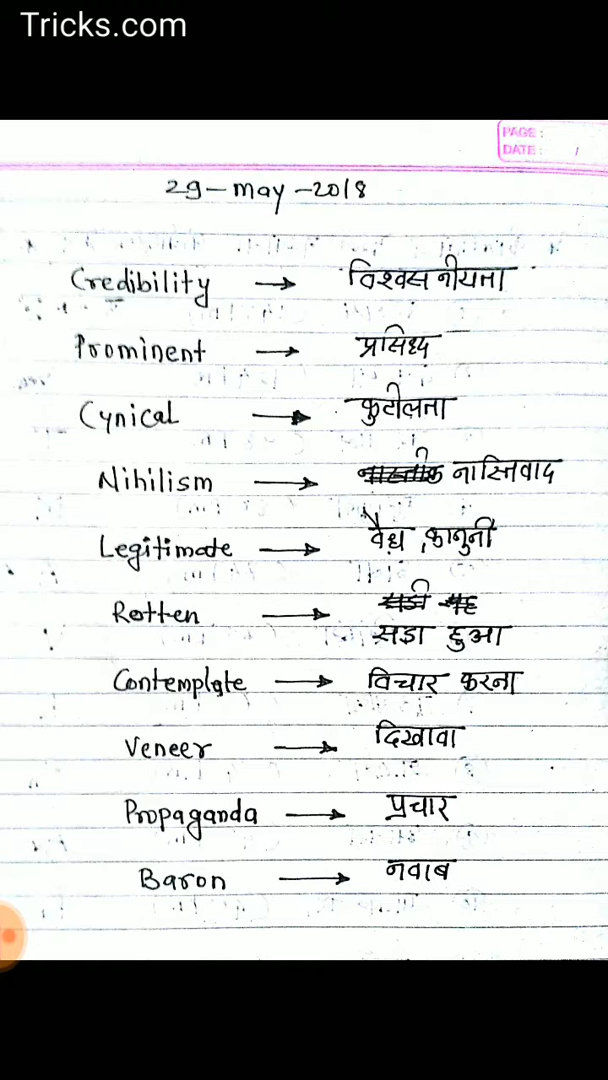 Tricks.com
PAGE :
DATE : 1
29-may-2018
Credibility → विश्वसनीयता
Prominent → प्रसिध्द
Cynical → कुटीलता
Nihilism → नास्तिवाद
Legitimate → वैध, कानुनी
Rotten →
सडा हुआ
Contemplate → विचार करना
Veneer → दिखावा
Propaganda → प्रचार
Baron → नवाब